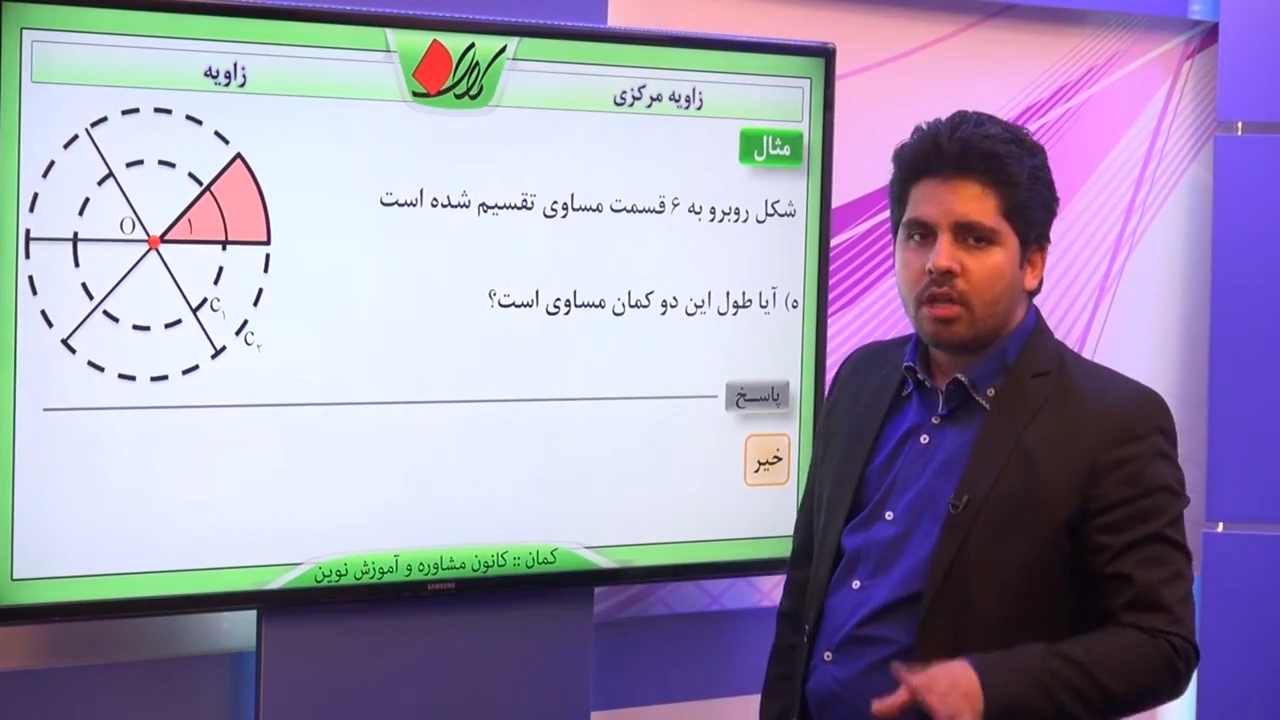 زاویه مرکزی
زاویه
کمان
مثال
شکل روبرو به ۶ قسمت مساوی تقسیم شده است
ه) آیا طول این دو کمان مساوی است؟
O
۱
C۱
C۲
پاسخ
خیر
کمان :: کانون مشاوره و آموزش نوین
SAMSUNG